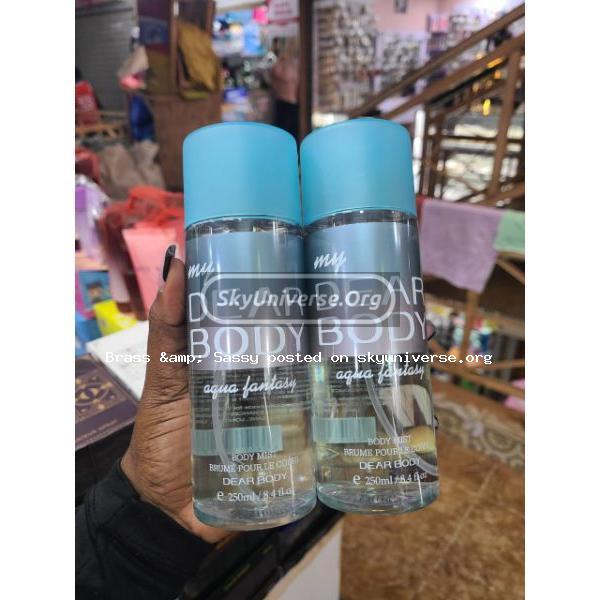 my
DEAR
BODY
aqua fantasy
BODY MIST
BRUME POUR LE CORPS
DEAR BODY
e 250ml / 8.4 fl.oz
my
DEAR
BODY
aqua fantasy
BODY MIST
BRUME POUR LE CORPS
DEAR BODY
e 250ml / 8.4 fl.oz
SkyUniverse.Org
Brass &amp; Sassy posted on skyuniverse.org